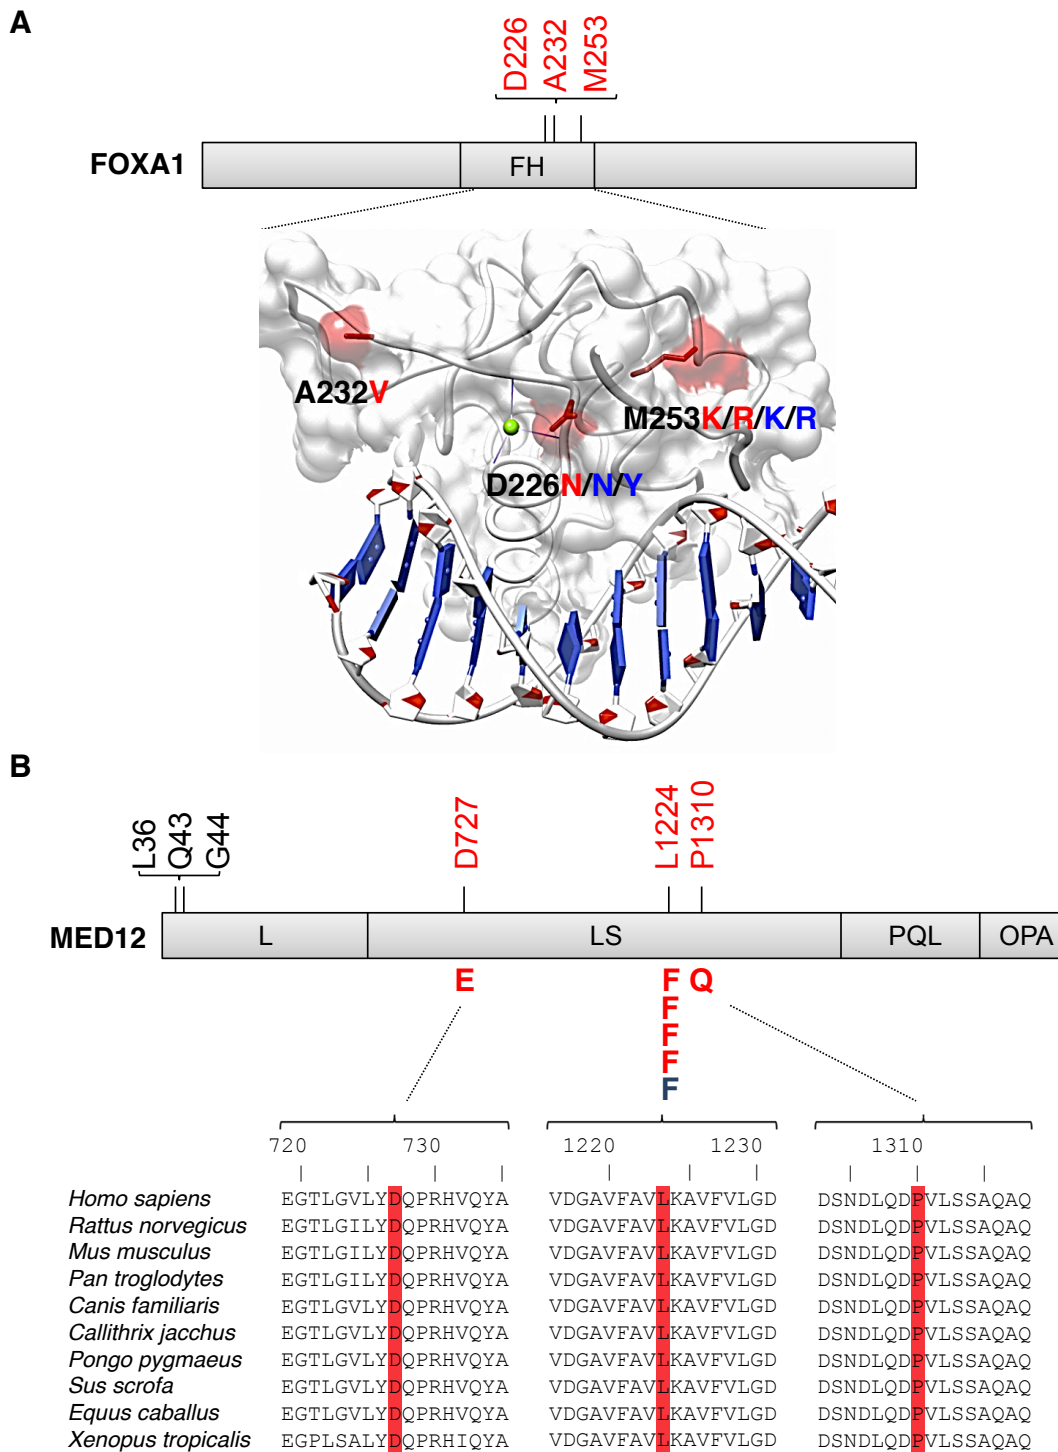 A
D226 A232 M253
FOXA1
FH
A232V
M253K/R/K/R
D226N/N/Y
B
L36 Q43 G44 D727 L1224 P1310
MED12 L LS PQL OPA
E F Q
F
F
F
F
720 730 1220 1230 1310
Homo sapiens EGTLGVLYDQPRHVQYA VDGAVFAVLKAVFVLGD DSNDLQDPVLSSAQAQ
Rattus norvegicus EGTLGILYDQPRHVQYA VDGAVFAVLKAVFVLGD DSNDLQDPVLSSAQAQ
Mus musculus EGTLGILYDQPRHVQYA VDGAVFAVLKAVFVLGD DSNDLQDPVLSSAQAQ
Pan troglodytes EGTLGILYDQPRHVQYA VDGAVFAVLKAVFVLGD DSNDLQDPVLSSAQAQ
Canis familiaris EGTLGVLYDQPRHVQYA VDGAVFAVLKAVFVLGD DSNDLQDPVLSSAQAQ
Callithrix jacchus EGTLGVLYDQPRHVQYA VDGAVFAVLKAVFVLGD DSNDLQDPVLSSAQAQ
Pongo pygmaeus EGTLGVLYDQPRHVQYA VDGAVFAVLKAVFVLGD DSNDLQDPVLSSAQAQ
Sus scrofa EGTLGVLYDQPRHVQYA VDGAVFAVLKAVFVLGD DSNDLQDPVLSSAQAQ
Equus caballus EGTLGVLYDQPRHVQYA VDGAVFAVLKAVFVLGD DSNDLQDPVLSSAQAQ
Xenopus tropicalis EGPLSALYDQPRHIQYA VDGAVFAVLKAVFVLGD DSNDLQDPVLSSAQAQ